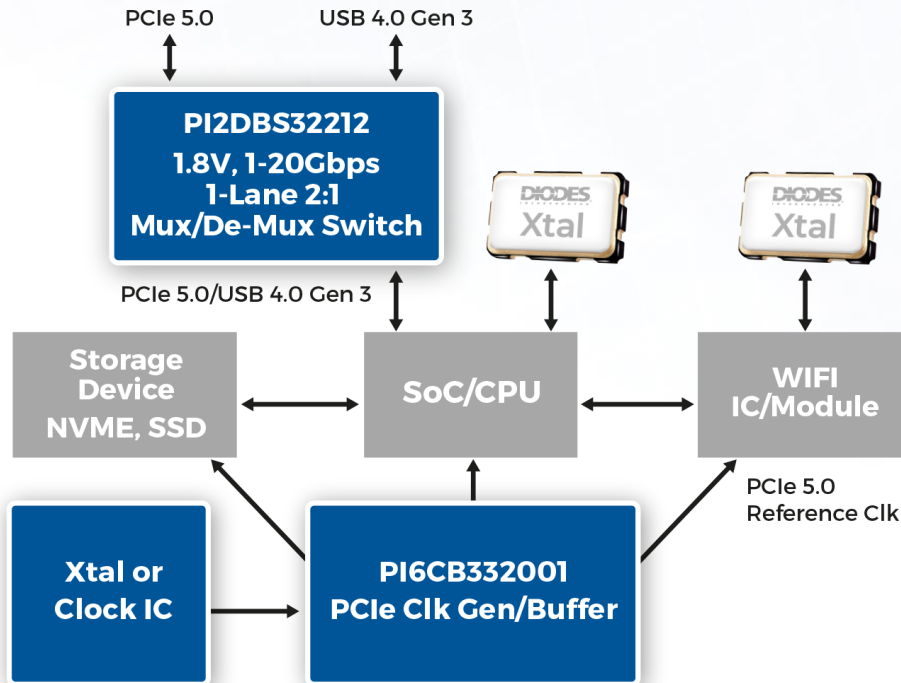 PCIe 5.0
USB 4.0 Gen 3
PI2DBS32212
1.8V, 1-20Gbps
1-Lane 2:1
Mux/De-Mux Switch
DIODES
INCORPORATED
Xtal
DIODES
INCORPORATED
Xtal
PCIe 5.0/USB 4.0 Gen 3
Storage
Device
NVME, SSD
SoC/CPU
WIFI
IC/Module
PCIe 5.0
Reference Clk
Xtal or
Clock IC
PI6CB332001
PCIe Clk Gen/Buffer